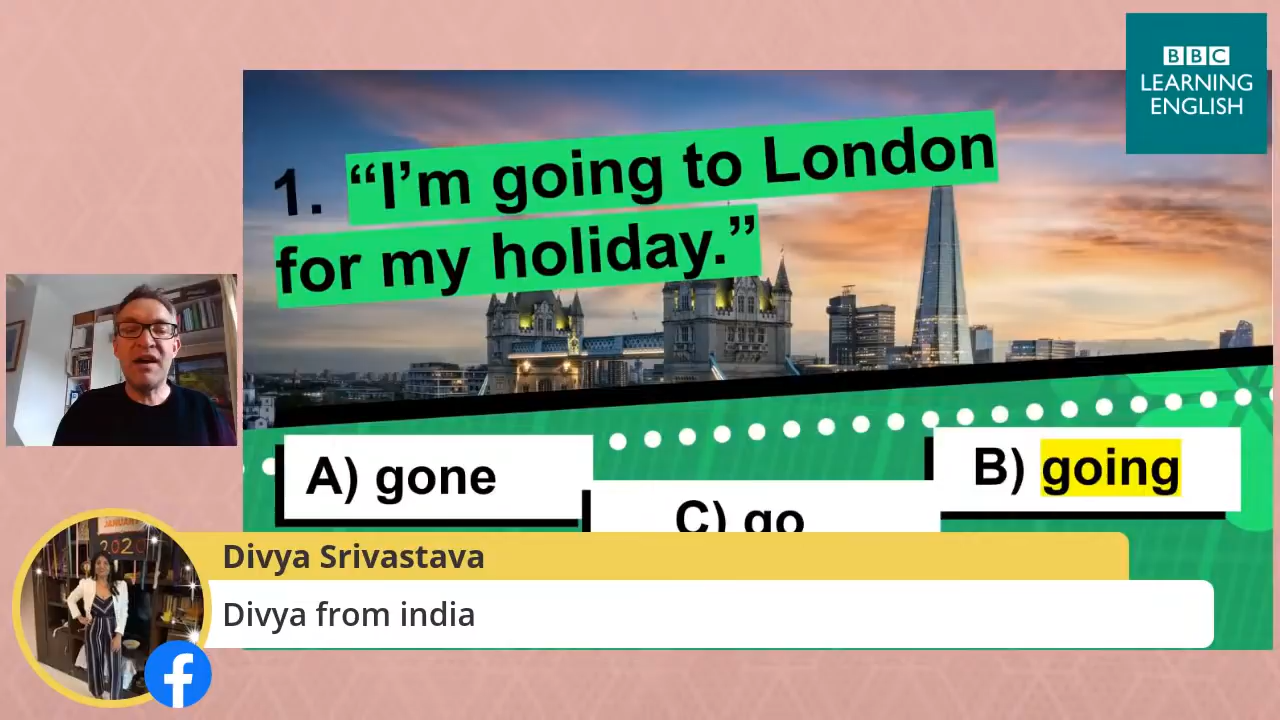 BBC
LEARNING
ENGLISH
1. “I’m going to London
for my holiday.”
A) gone
B) going
C) go
Divya Srivastava
Divya from india